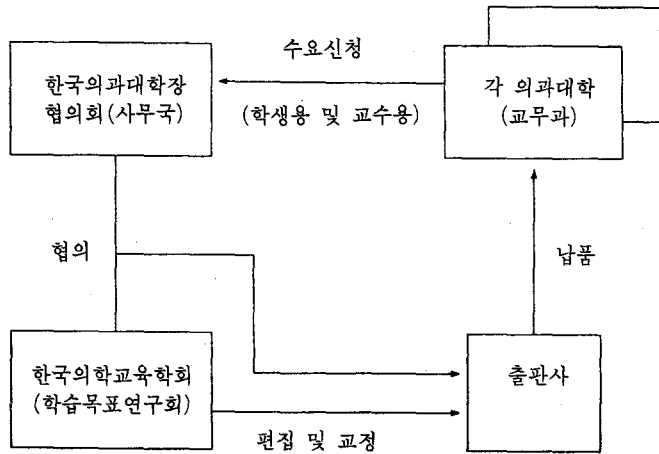 수요신청
한국의과대학장
협의회(사무국)
각 의과대학
(교무과)
(학생용 및 교수용)
협의
납품
한국의학교육학회
(학습목표연구회)
출판사
편집 및 교정